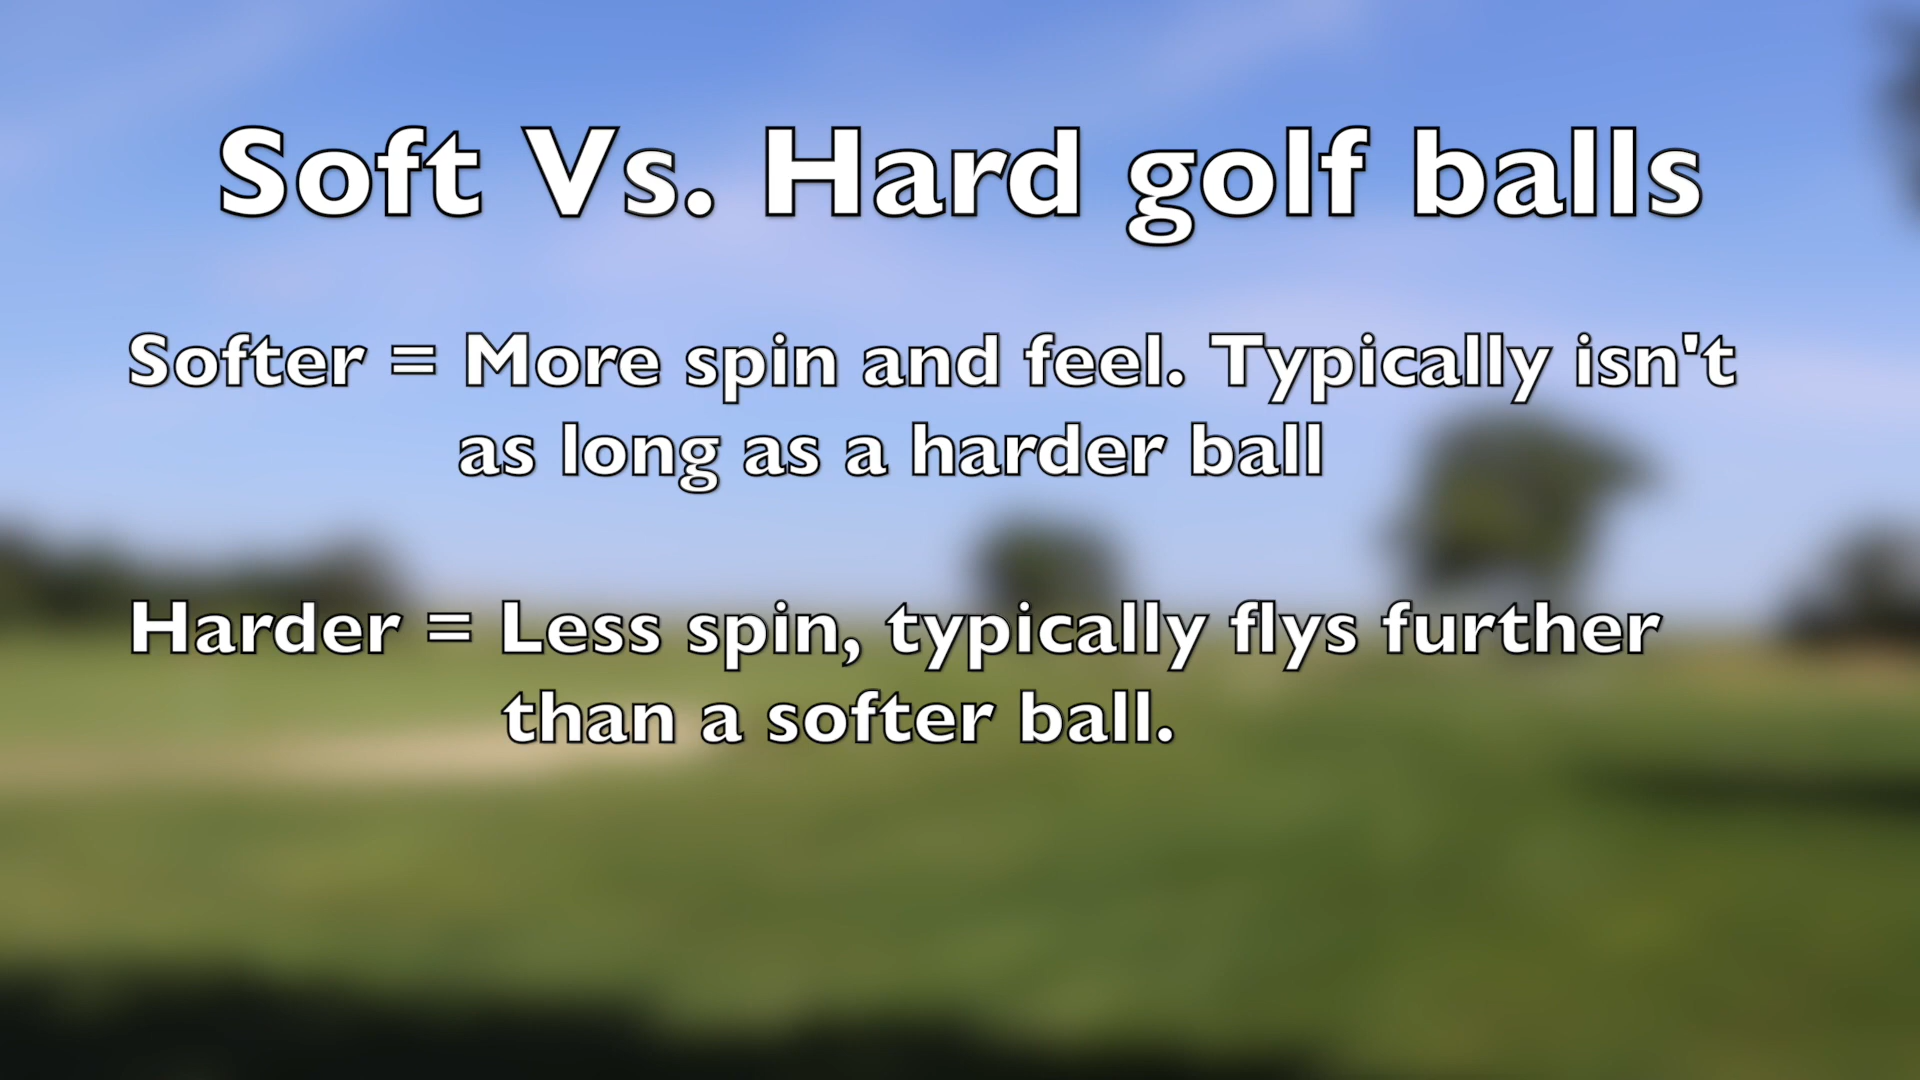 Soft Vs. Hard golf balls
Softer = More spin and feel. Typically isn't
as long as a harder ball
Harder = Less spin, typically flys further
than a softer ball.